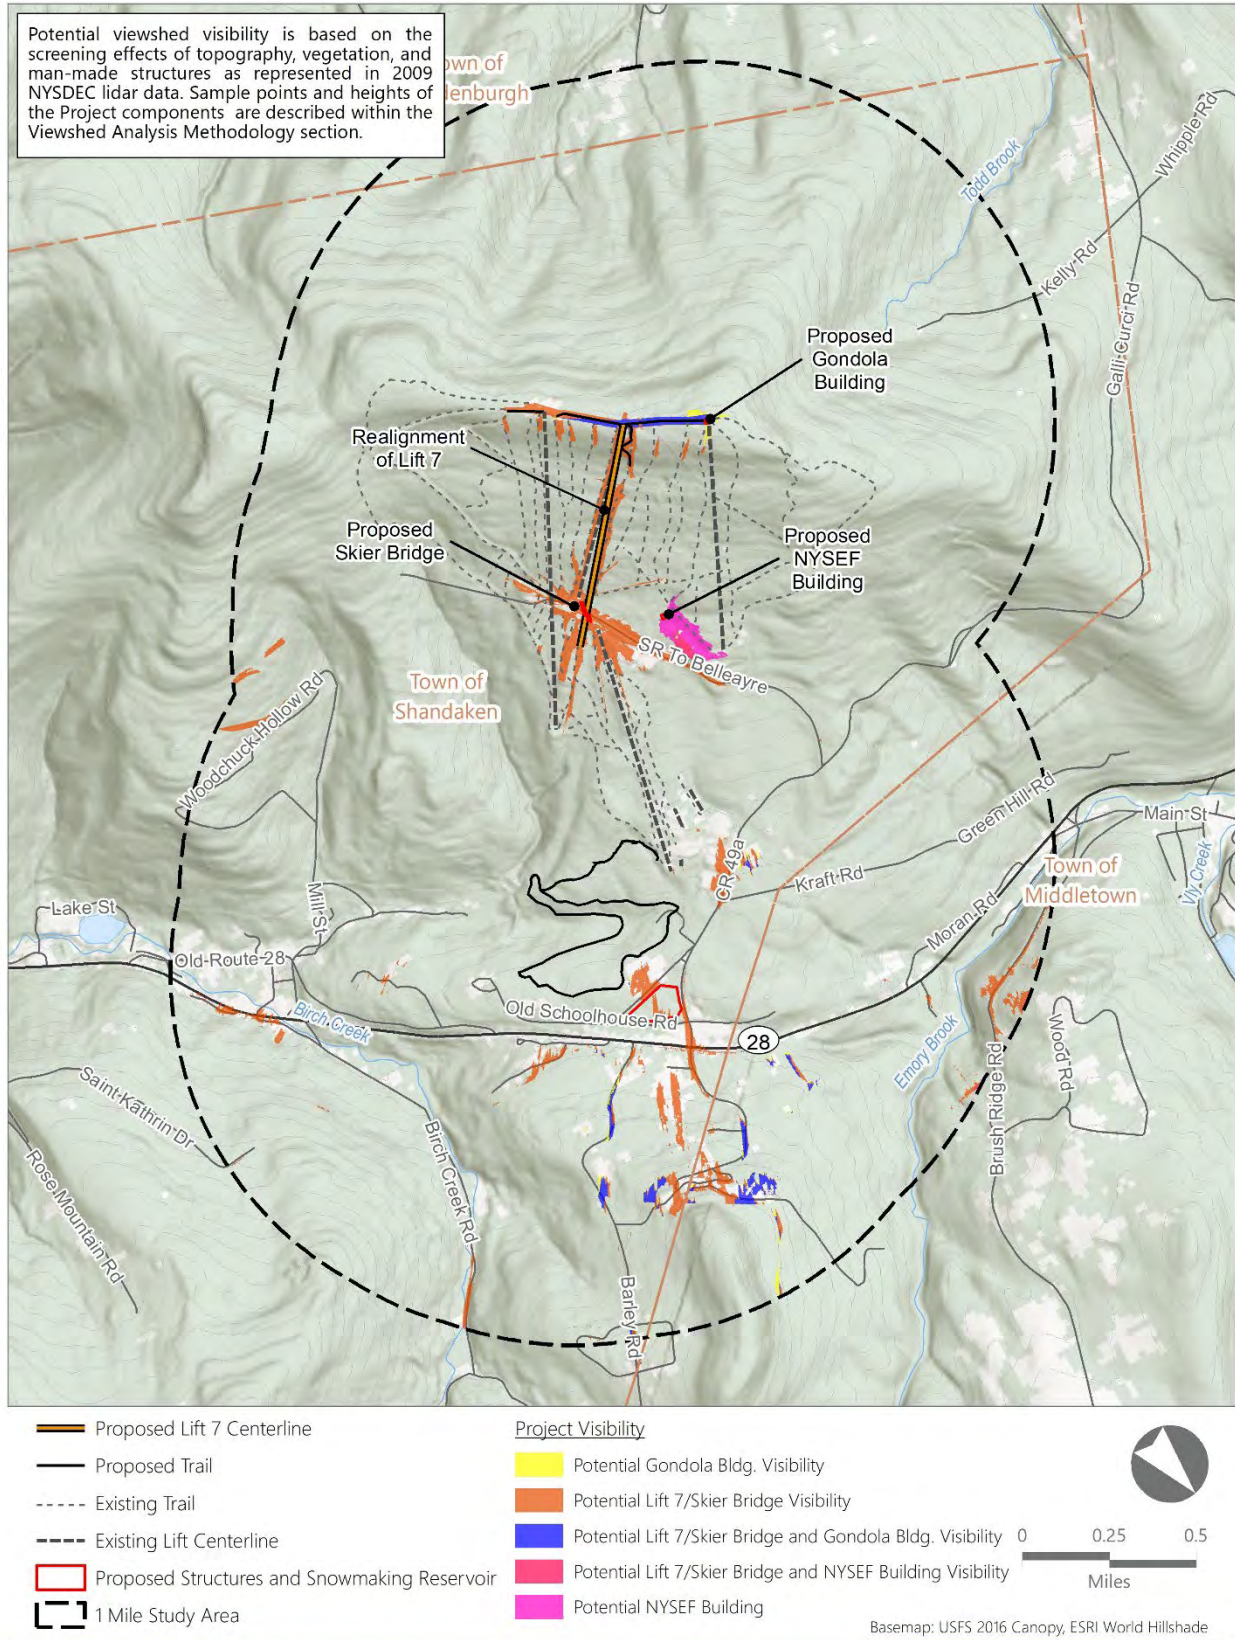 Potential viewshed visibility is based on the
screening effects of topography, vegetation, and
man-made structures as represented in 2009
NYSDEC lidar data. Sample points and heights of
the Project components are described within the
Viewshed Analysis Methodology section.
own of
denburgh
Todd Brook
Whipple Rd
Kelly Rd
Galli Curci Rd
Proposed
Gondola
Building
Realignment
of Lift 7
Proposed
Skier Bridge
Proposed
NYSEF
Building
SR To Belleayre
Town of
Shandaken
Woodchuck Hollow Rd
Green Hill Rd
Main St
Vly Creek
CR 49a
Kraft Rd
Town of
Middletown
Moran Rd
Lake St
Mill St
Old Route 28
Birch Creek
Old Schoolhouse Rd
28
Emory Brook
Wood Rd
Brush Ridge Rd
Saint Kathrin Dr
Birch Creek Rd
Rose Mountain Rd
Barley Rd
Proposed Lift 7 Centerline
Proposed Trail
Existing Trail
Existing Lift Centerline
Proposed Structures and Snowmaking Reservoir
1 Mile Study Area
Project Visibility
Potential Gondola Bldg. Visibility
Potential Lift 7/Skier Bridge Visibility
Potential Lift 7/Skier Bridge and Gondola Bldg. Visibility
Potential Lift 7/Skier Bridge and NYSEF Building Visibility
Potential NYSEF Building
0 0.25 0.5
Miles
Basemap: USFS 2016 Canopy, ESRI World Hillshade